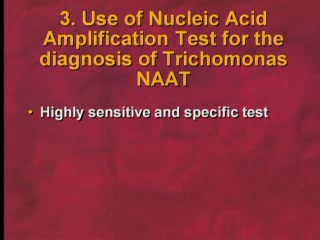 3. Use of Nucleic Acid
Amplification Test for the
diagnosis of Trichomonas
NAAT
• Highly sensitive and specific test